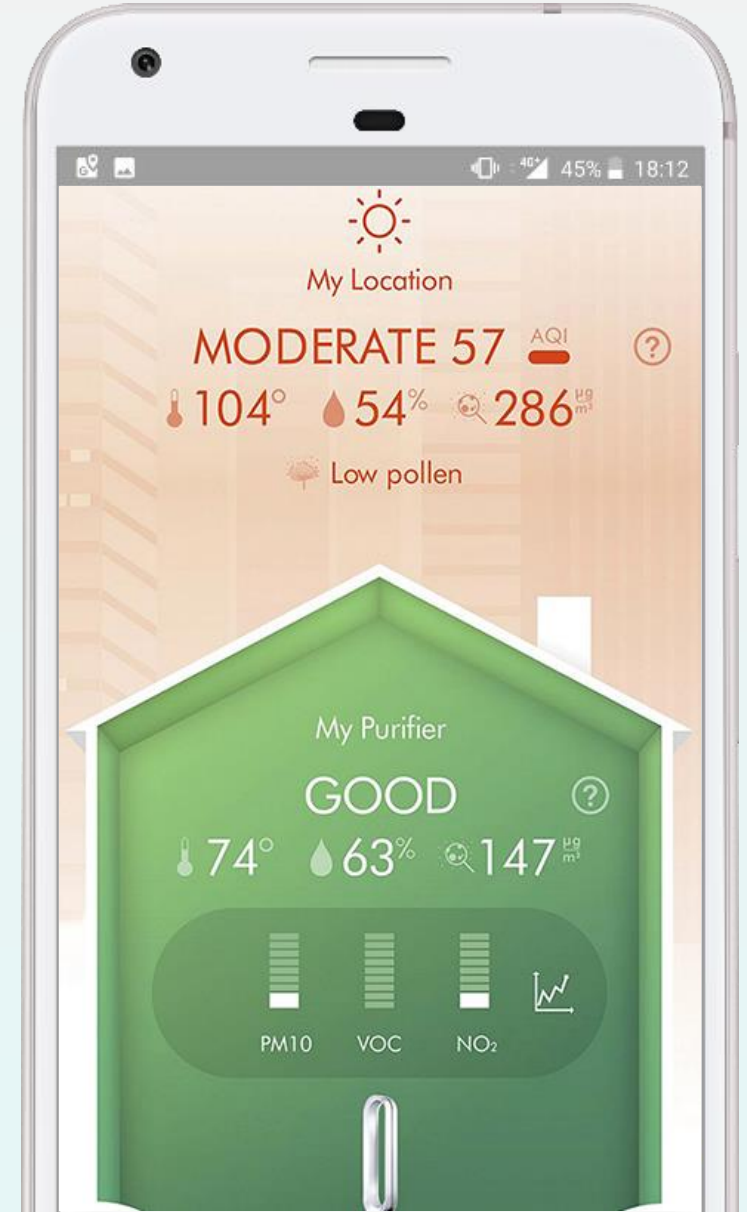 4G+ 45% 18:12
My Location
MODERATE 57 AQI ?
104° 54% 286 µg/m³
Low pollen
My Purifier
GOOD ?
74° 63% 147 µg/m³
PM10 VOC NO₂